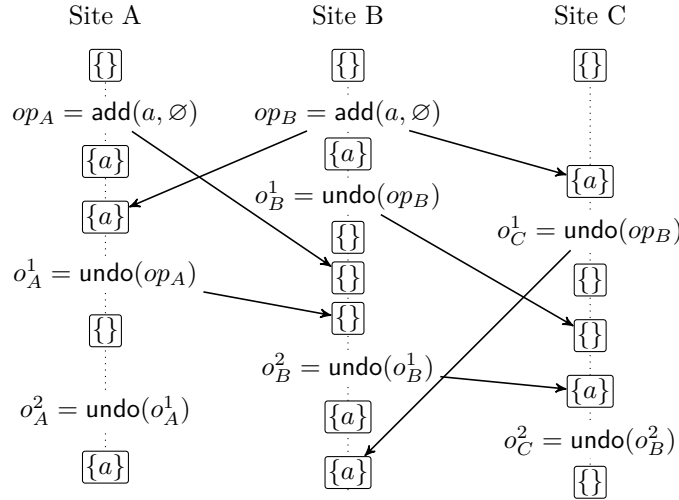 Site A Site B Site C
{} {} {}
op_A = add(a, ∅) op_B = add(a, ∅)
{a} {a}
{a}
{a} o_B^1 = undo(op_B)
{} o_C^1 = undo(op_B)
o_A^1 = undo(op_A) {} {}
{} {} {}
o_B^2 = undo(o_B^1) {a}
o_A^2 = undo(o_A^1) {a}
o_C^2 = undo(o_B^2)
{a} {a} {}